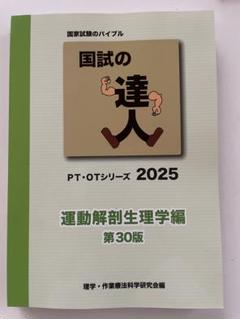 国家試験のバイブル
国試の
達人
PT・OTシリーズ 2025
運動解剖生理学編
第30版
理学・作業療法科学研究会編